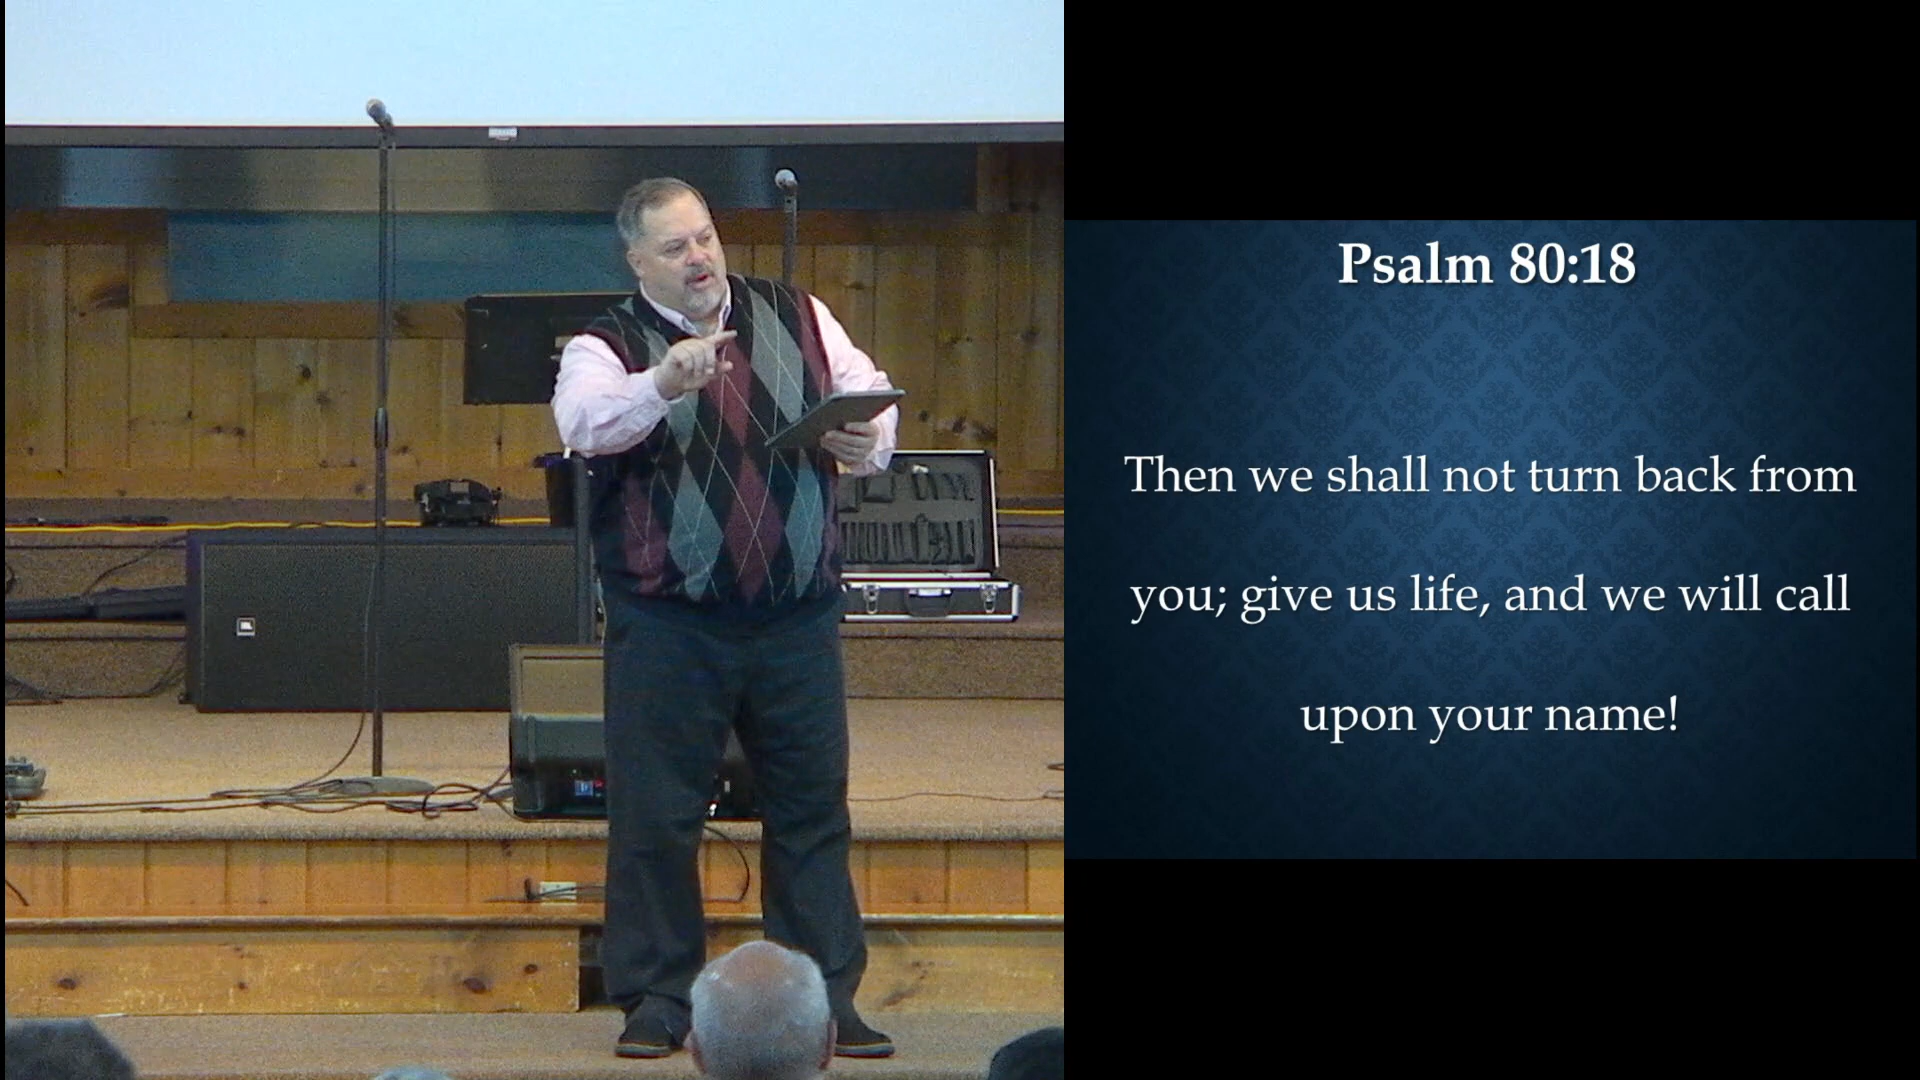 Psalm 80:18
Then we shall not turn back from
you; give us life, and we will call
upon your name!
JBL